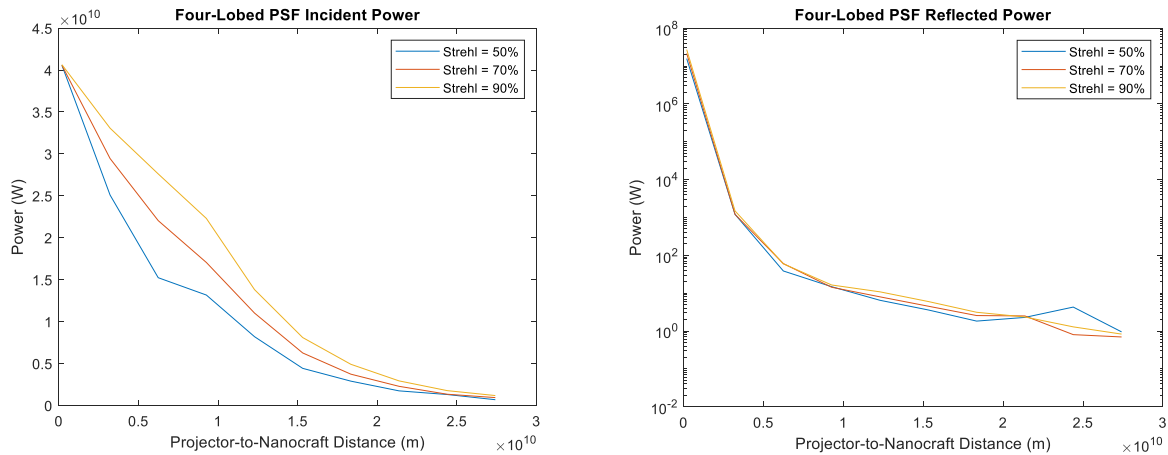 Four-Lobed PSF Incident Power
×10^10
4.5
4
3.5
3
2.5
2
1.5
1
0.5
0
Power (W)
Strehl = 50%
Strehl = 70%
Strehl = 90%
0 0.5 1 1.5 2 2.5 3
Projector-to-Nanocraft Distance (m)
×10^10
Four-Lobed PSF Reflected Power
10^8
10^6
10^4
10^2
10^0
10^-2
Power (W)
Strehl = 50%
Strehl = 70%
Strehl = 90%
0 0.5 1 1.5 2 2.5 3
Projector-to-Nanocraft Distance (m)
×10^10